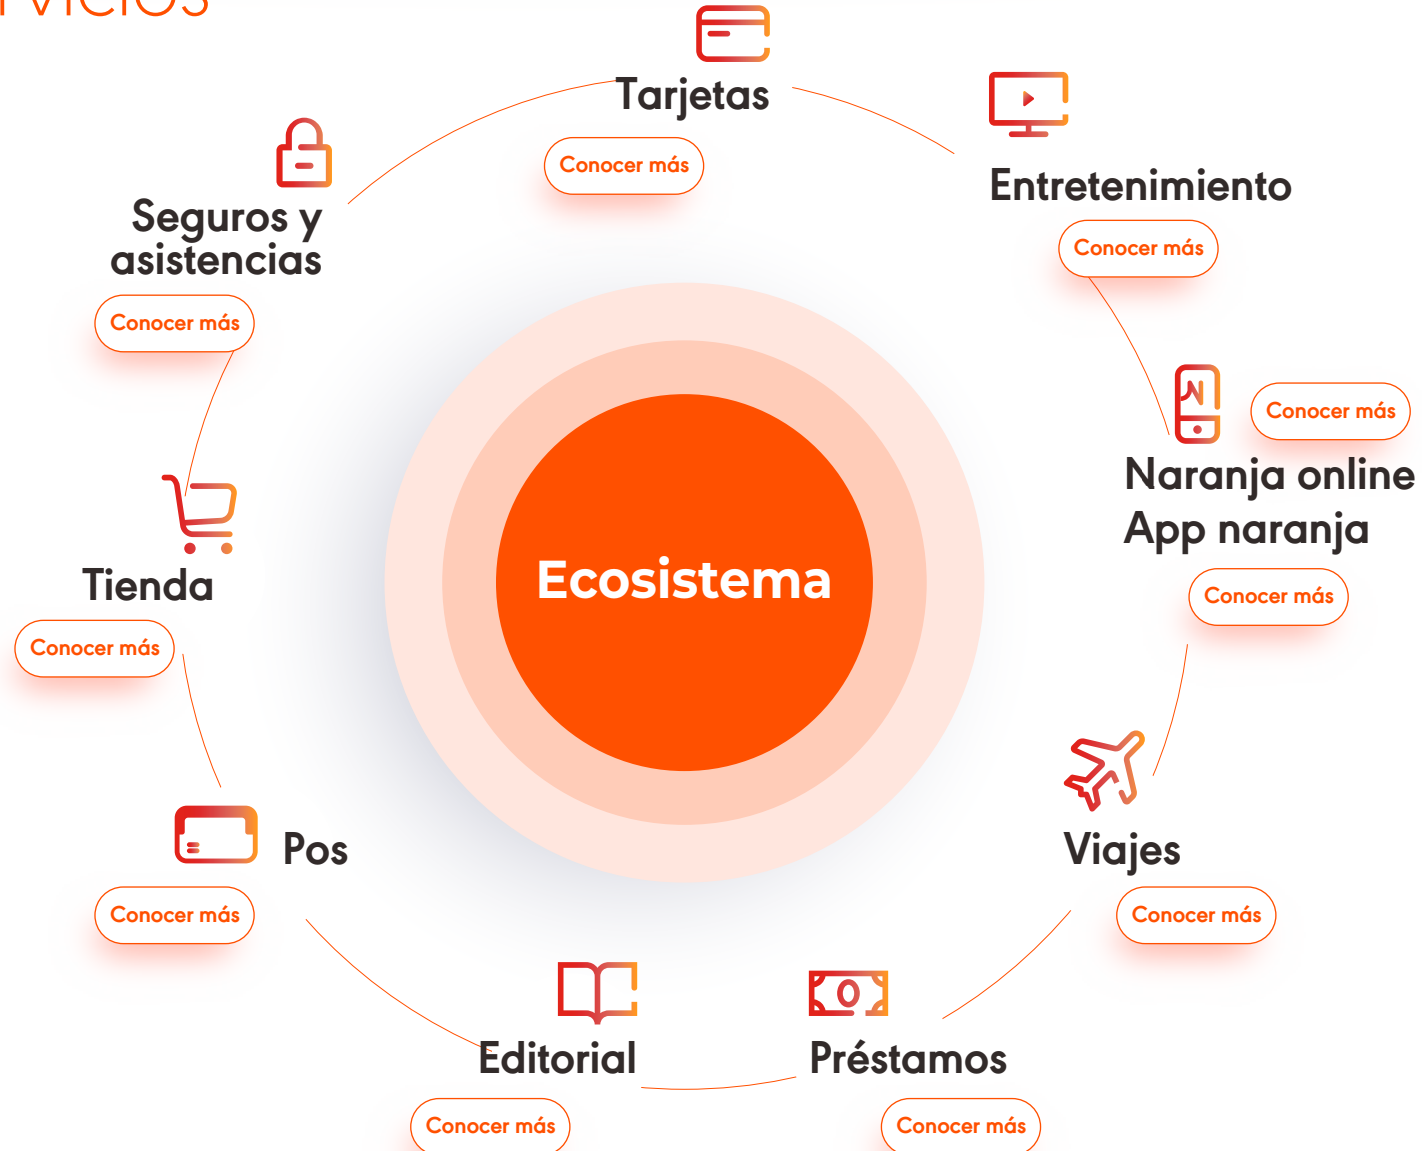 Tarjetas
Conocer más
Entretenimiento
Conocer más
Conocer más
Naranja online
App naranja
Conocer más
Viajes
Conocer más
Préstamos
Conocer más
Editorial
Conocer más
Pos
Conocer más
Tienda
Conocer más
Seguros y
asistencias
Conocer más
Ecosistema